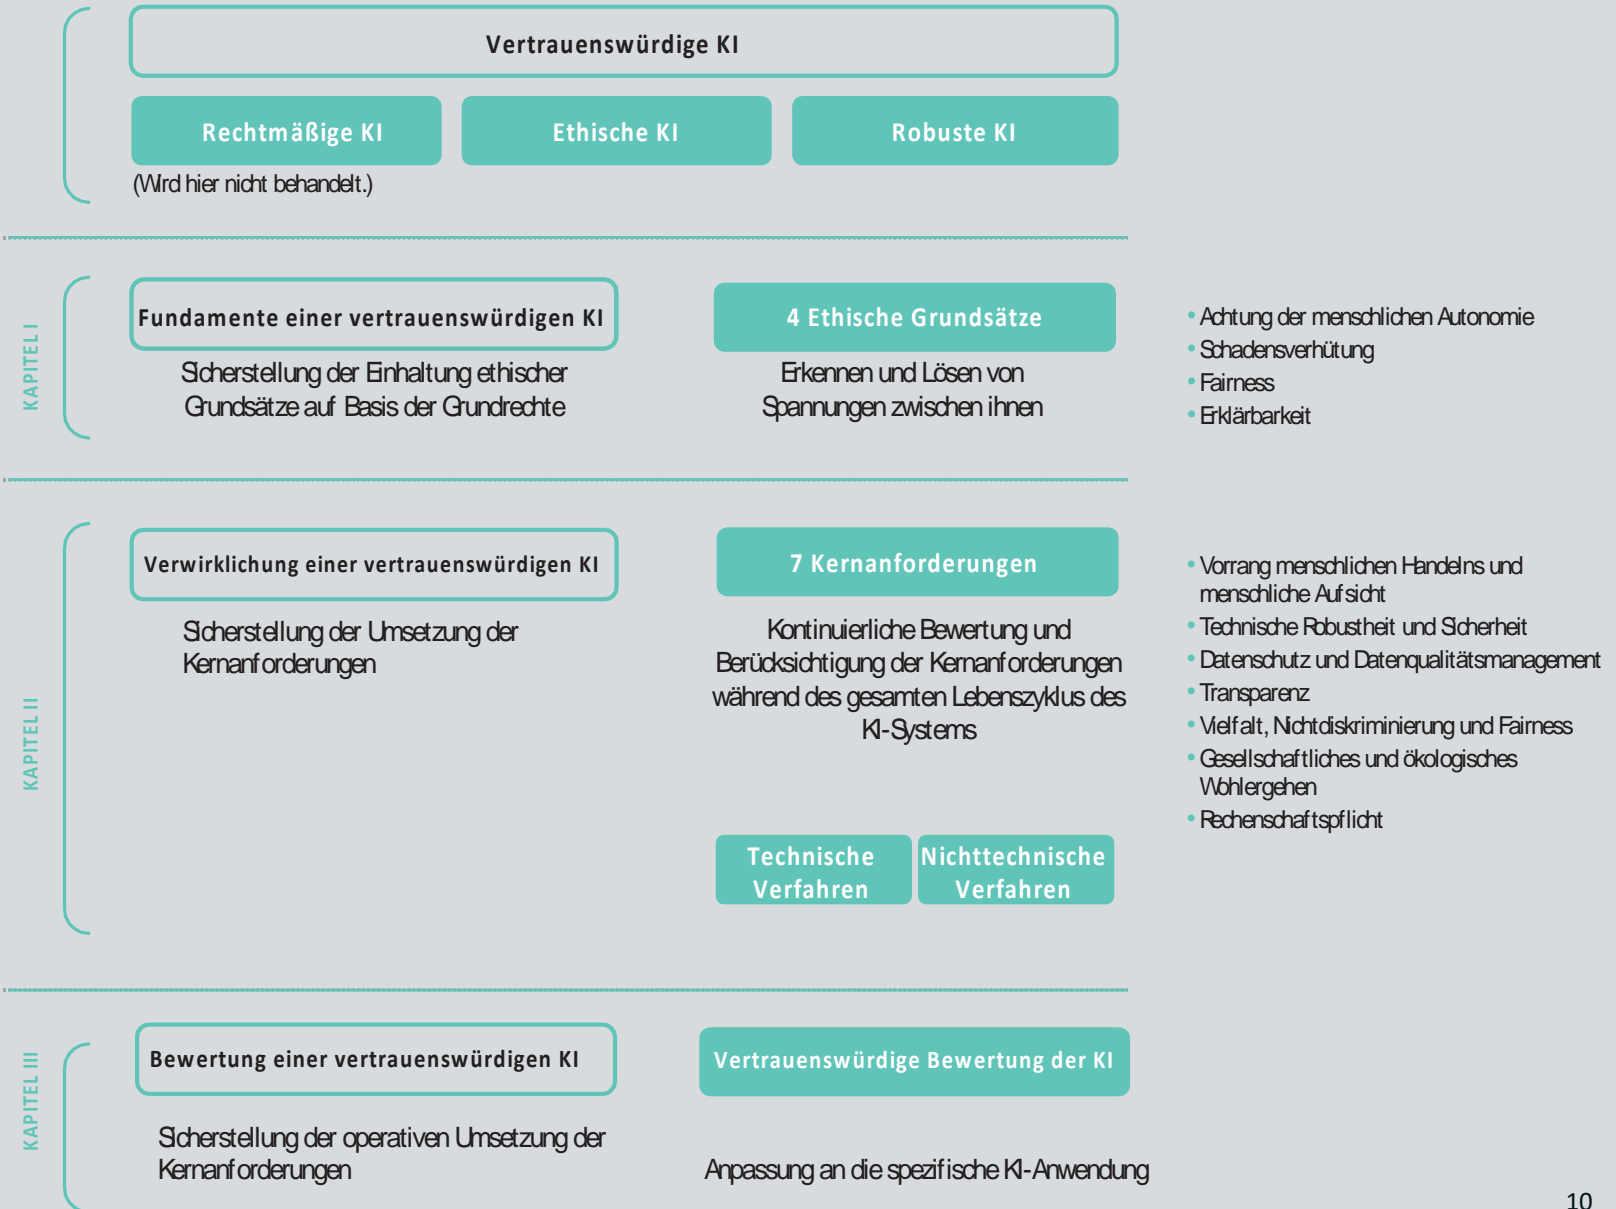 Vertrauenswürdige KI
Rechtmäßige KI
Ethische KI
Robuste KI
(Wird hier nicht behandelt.)
KAPITEL I
Fundamente einer vertrauenswürdigen KI
Sicherstellung der Einhaltung ethischer
Grundsätze auf Basis der Grundrechte
4 Ethische Grundsätze
Erkennen und Lösen von
Spannungen zwischen ihnen
• Achtung der menschlichen Autonomie
• Schadensverhütung
• Fairness
• Erklärbarkeit
KAPITEL II
Verwirklichung einer vertrauenswürdigen KI
Sicherstellung der Umsetzung der
Kernanforderungen
7 Kernanforderungen
Kontinuierliche Bewertung und
Berücksichtigung der Kernanforderungen
während des gesamten Lebenszyklus des
KI-Systems
Technische
Verfahren
Nichttechnische
Verfahren
• Vorrang menschlichen Handelns und
menschliche Aufsicht
• Technische Robustheit und Sicherheit
• Datenschutz und Datenqualitätsmanagement
• Transparenz
• Vielfalt, Nichtdiskriminierung und Fairness
• Gesellschaftliches und ökologisches
Wohlergehen
• Rechenschaftspflicht
KAPITEL III
Bewertung einer vertrauenswürdigen KI
Sicherstellung der operativen Umsetzung der
Kernanforderungen
Vertrauenswürdige Bewertung der KI
Anpassung an die spezifische KI-Anwendung
10